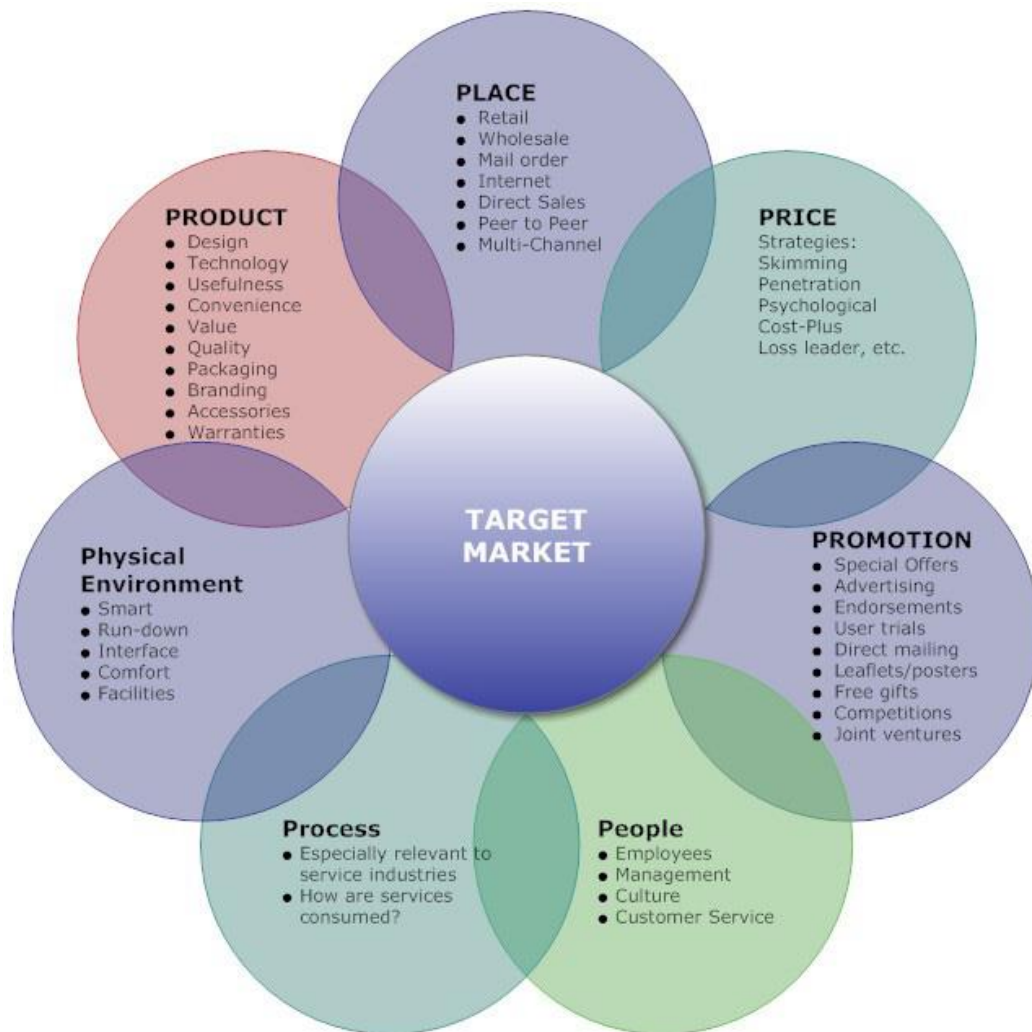 PLACE
● Retail
● Wholesale
● Mail order
● Internet
● Direct Sales
● Peer to Peer
● Multi-Channel
PRODUCT
● Design
● Technology
● Usefulness
● Convenience
● Value
● Quality
● Packaging
● Branding
● Accessories
● Warranties
PRICE
Strategies:
Skimming
Penetration
Psychological
Cost-Plus
Loss leader, etc.
TARGET
MARKET
Physical
Environment
● Smart
● Run-down
● Interface
● Comfort
● Facilities
PROMOTION
● Special Offers
● Advertising
● Endorsements
● User trials
● Direct mailing
● Leaflets/posters
● Free gifts
● Competitions
● Joint ventures
Process
● Especially relevant to
service industries
● How are services
consumed?
People
● Employees
● Management
● Culture
● Customer Service